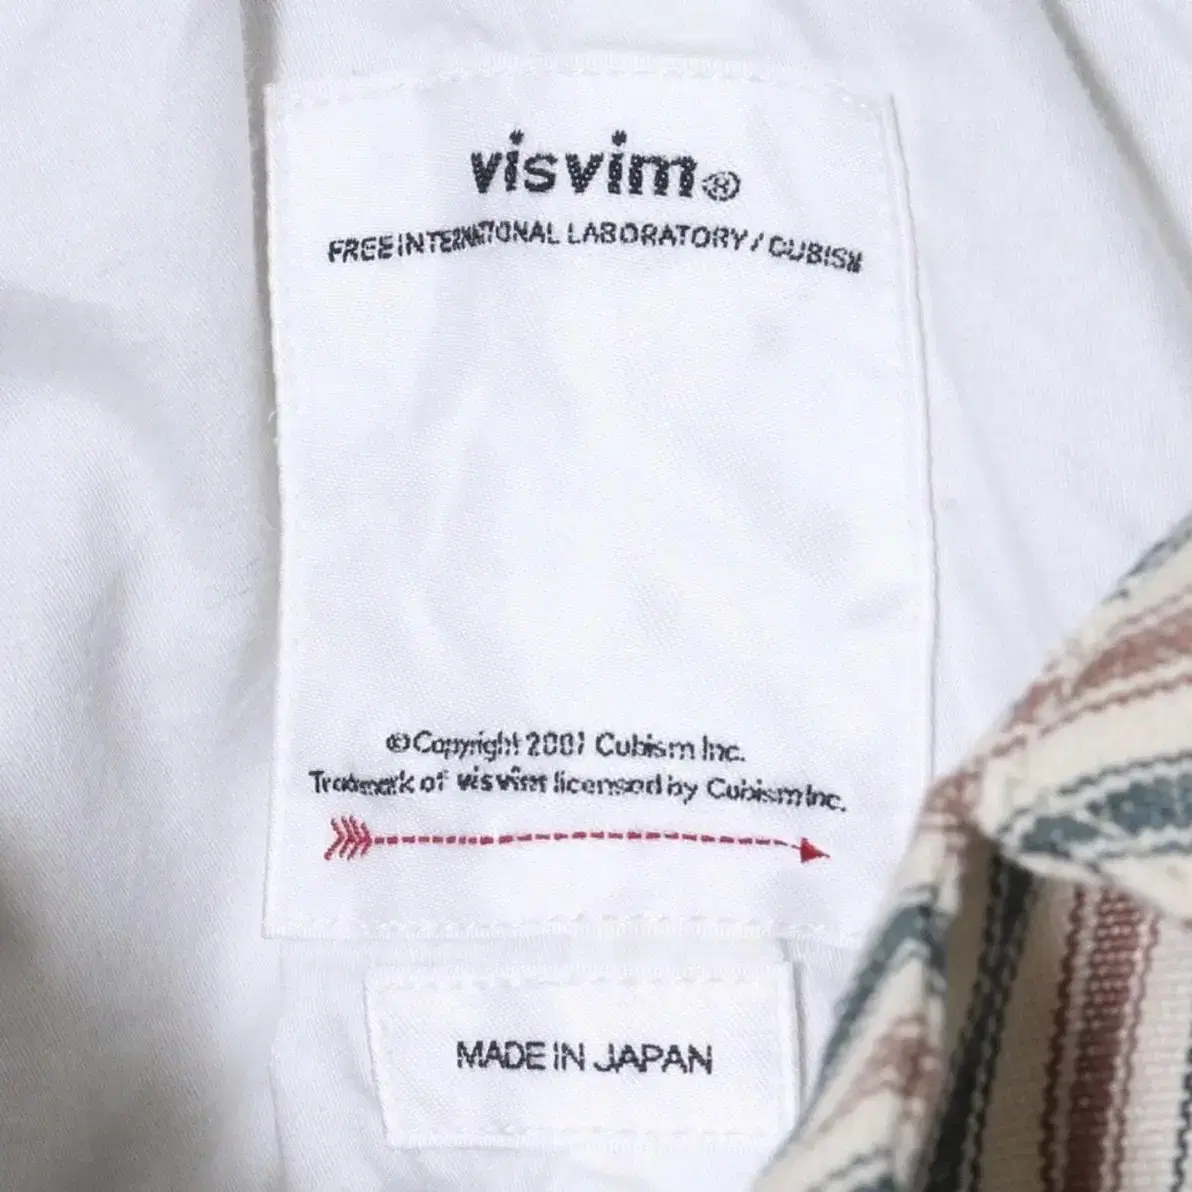 visvim®
FREE INTERNATIONAL LABORATORY / CUBISM
©Copyright 2001 Cubism Inc.
Trademark of visvim licensed by Cubism Inc.
MADE IN JAPAN